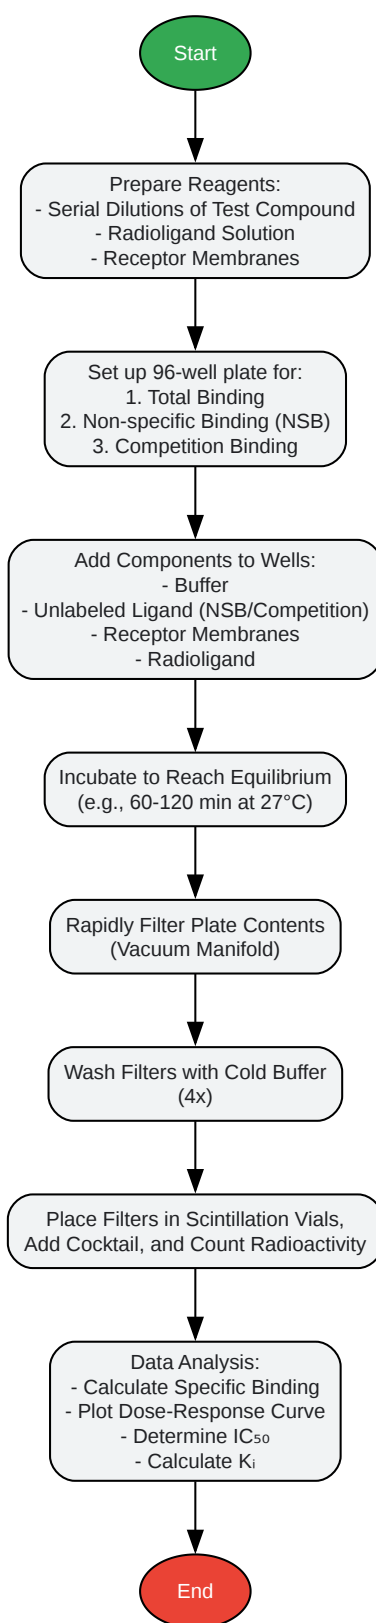 Start
Prepare Reagents:
- Serial Dilutions of Test Compound
- Radioligand Solution
- Receptor Membranes
Set up 96-well plate for:
1. Total Binding
2. Non-specific Binding (NSB)
3. Competition Binding
Add Components to Wells:
- Buffer
- Unlabeled Ligand (NSB/Competition)
- Receptor Membranes
- Radioligand
Incubate to Reach Equilibrium
(e.g., 60-120 min at 27°C)
Rapidly Filter Plate Contents
(Vacuum Manifold)
Wash Filters with Cold Buffer
(4x)
Place Filters in Scintillation Vials,
Add Cocktail, and Count Radioactivity
Data Analysis:
- Calculate Specific Binding
- Plot Dose-Response Curve
- Determine IC₅₀
- Calculate Kᵢ
End